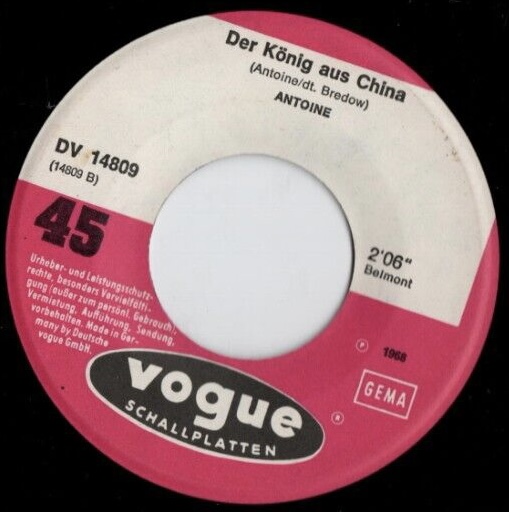 Der König aus China
(Antoine/dt. Bredow)
ANTOINE
DV 14809
(14809 B)
45
2'06"
Belmont
Urheber- und Leistungsschutz-
rechte, besonders Vervielfälti-
gung (außer zum persönl. Gebrauch),
Vermietung, Aufführung, Sendung,
vorbehalten. Made in Ger-
many by Deutsche
vogue GmbH.
℗ 1968
GEMA
vogue ®
SCHALLPLATTEN